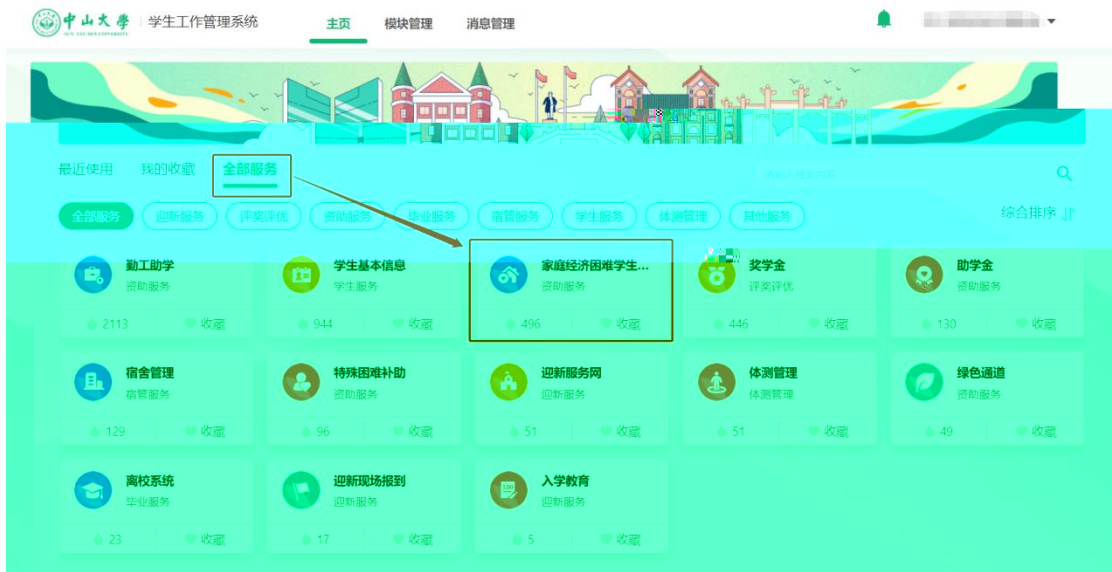 中山大学 学生工作管理系统 主页 模块管理 消息管理
SUN YAT-SEN UNIVERSITY
最近使用 我的收藏 全部服务 请输入搜索内容
全部服务 迎新服务 评奖评优 资助服务 毕业服务 宿管服务 学生服务 体测管理 其他服务 综合排序
勤工助学 学生基本信息 家庭经济困难学生... 奖学金 助学金
资助服务 学生服务 资助服务 评奖评优 资助服务
2113 收藏 944 收藏 496 收藏 446 收藏 130 收藏
宿舍管理 特殊困难补助 迎新服务网 体测管理 绿色通道
宿管服务 资助服务 迎新服务 体测管理 资助服务
129 收藏 96 收藏 51 收藏 51 收藏 49 收藏
离校系统 迎新现场报到 入学教育
毕业服务 迎新服务 迎新服务
23 收藏 17 收藏 5 收藏